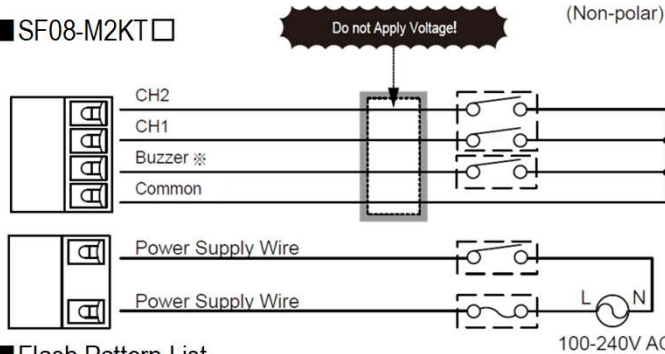 (Non-polar)
■SF08-M2KT□
Do not Apply Voltage!
CH2
CH1
Buzzer ※
Common
Power Supply Wire
Power Supply Wire
L N
100-240V AC
■Flash Pattern List